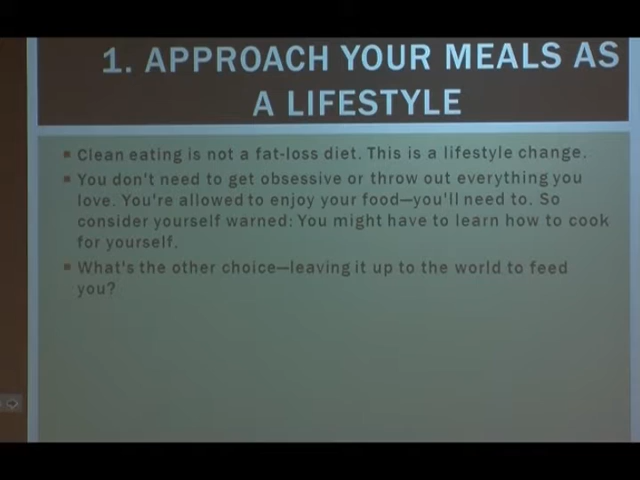 1. APPROACH YOUR MEALS AS
A LIFESTYLE
▪ Clean eating is not a fat-loss diet. This is a lifestyle change.
▪ You don't need to get obsessive or throw out everything you
love. You're allowed to enjoy your food—you'll need to. So
consider yourself warned: You might have to learn how to cook
for yourself.
▪ What's the other choice—leaving it up to the world to feed
you?